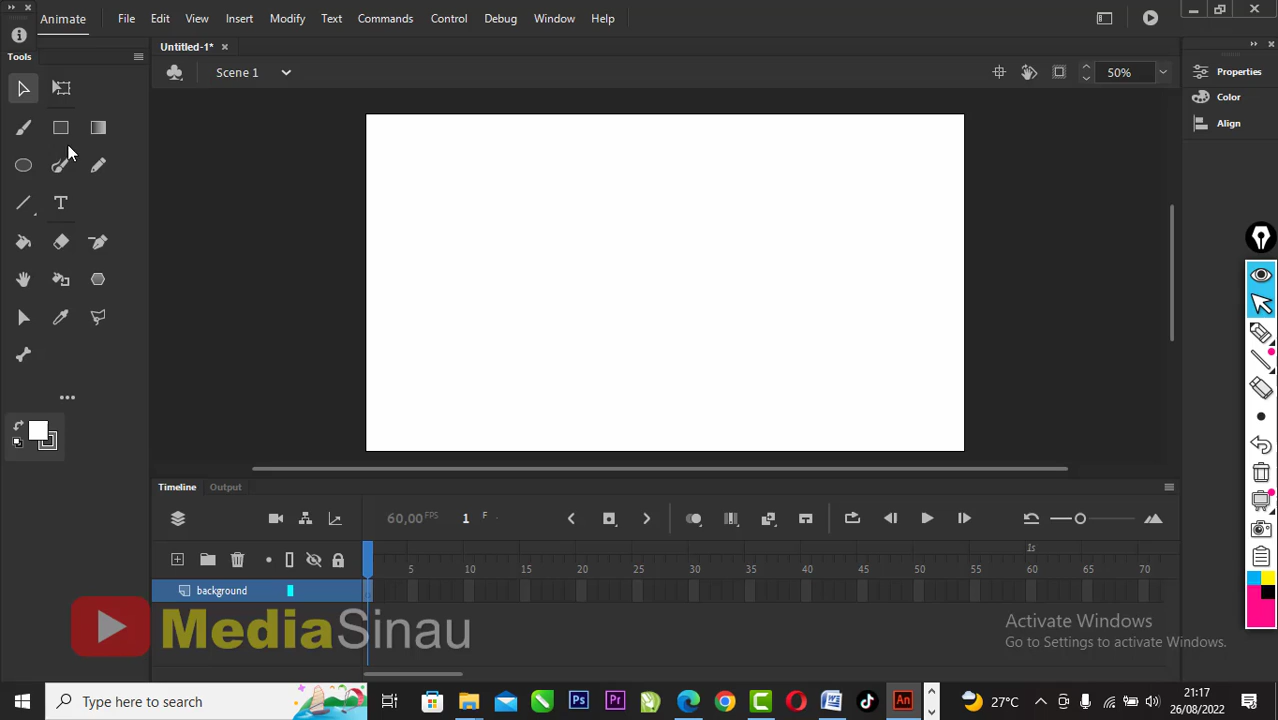 Animate File Edit View Insert Modify Text Commands Control Debug Window Help
Tools
Untitled-1*
Scene 1
50%
Properties
Color
Align
T
Timeline Output
60,00 FPS 1 F
1s
5 10 15 20 25 30 35 40 45 50 55 60 65 70
background
MediaSinau
Activate Windows
Go to Settings to activate Windows.
Type here to search
Ps
Pr
W
An
27°C
21:17
26/08/2022